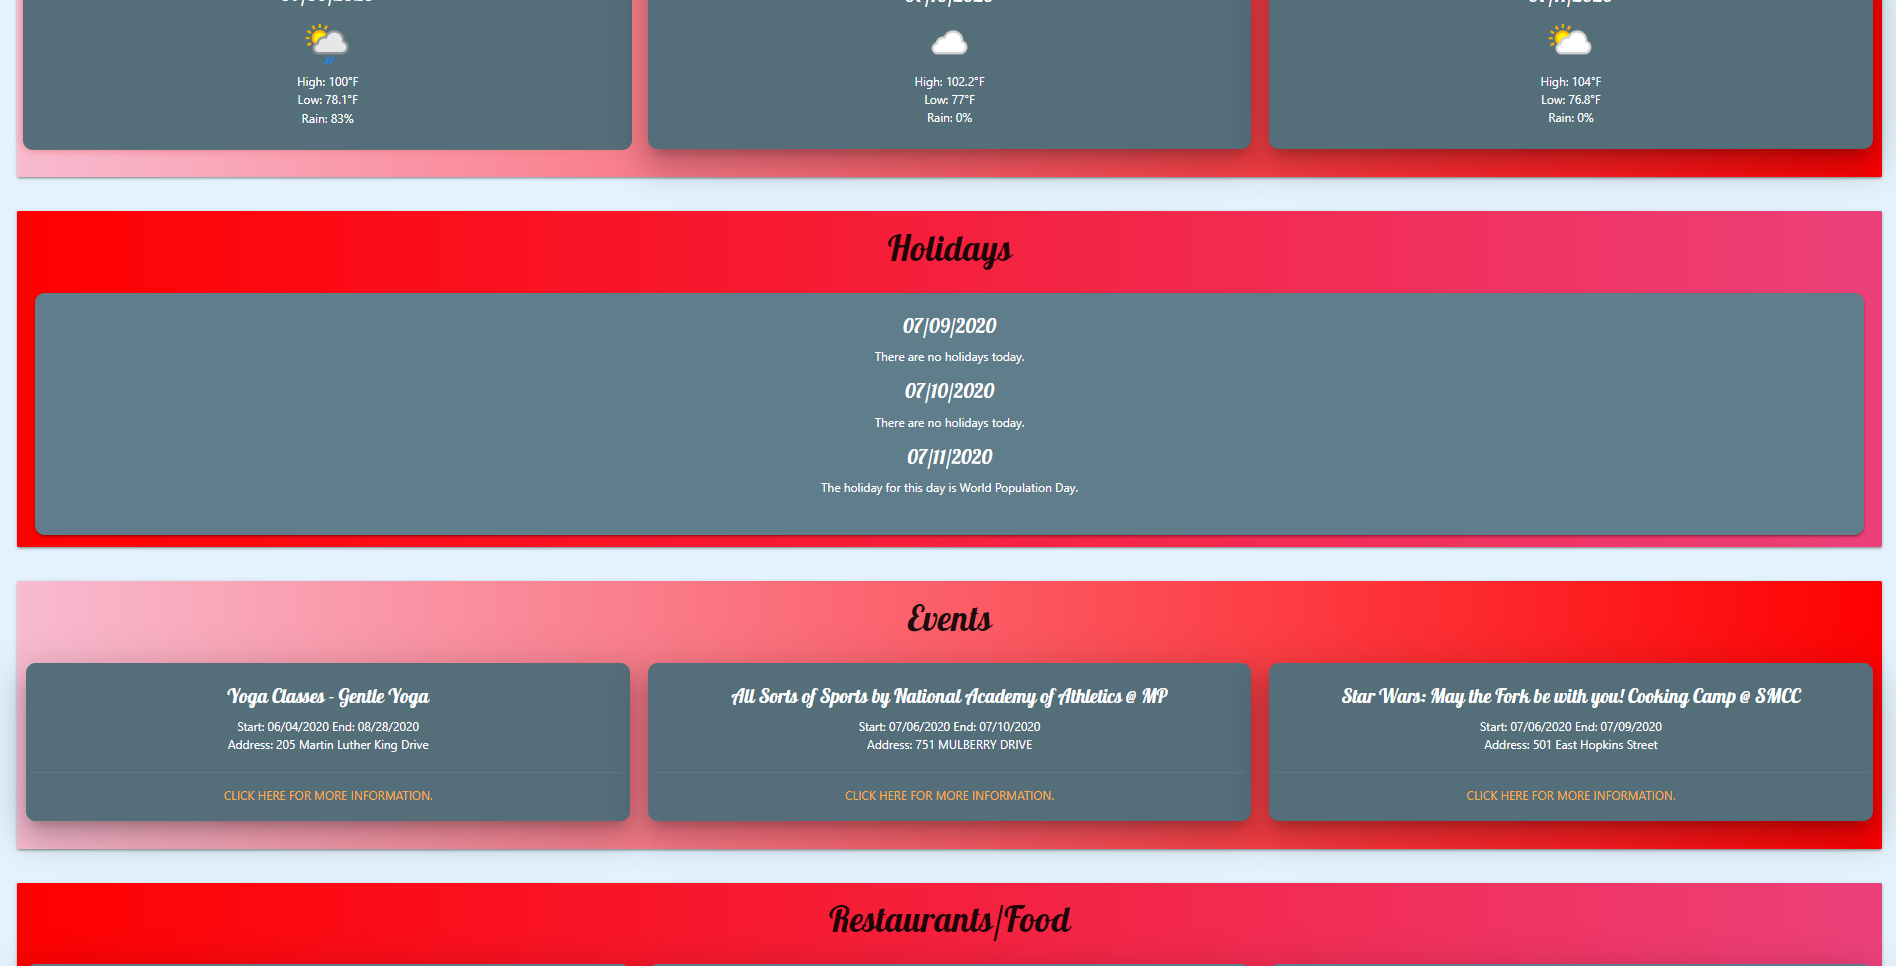 High: 100°F
Low: 78.1°F
Rain: 83%
High: 102.2°F
Low: 77°F
Rain: 0%
High: 104°F
Low: 76.8°F
Rain: 0%
Holidays
07/09/2020
There are no holidays today.
07/10/2020
There are no holidays today.
07/11/2020
The holiday for this day is World Population Day.
Events
Yoga Classes - Gentle Yoga
Start: 06/04/2020 End: 08/28/2020
Address: 205 Martin Luther King Drive
CLICK HERE FOR MORE INFORMATION.
All Sorts of Sports by National Academy of Athletics @ MP
Start: 07/06/2020 End: 07/10/2020
Address: 751 MULBERRY DRIVE
CLICK HERE FOR MORE INFORMATION.
Star Wars: May the Fork be with you! Cooking Camp @ SMCC
Start: 07/06/2020 End: 07/09/2020
Address: 501 East Hopkins Street
CLICK HERE FOR MORE INFORMATION.
Restaurants/Food